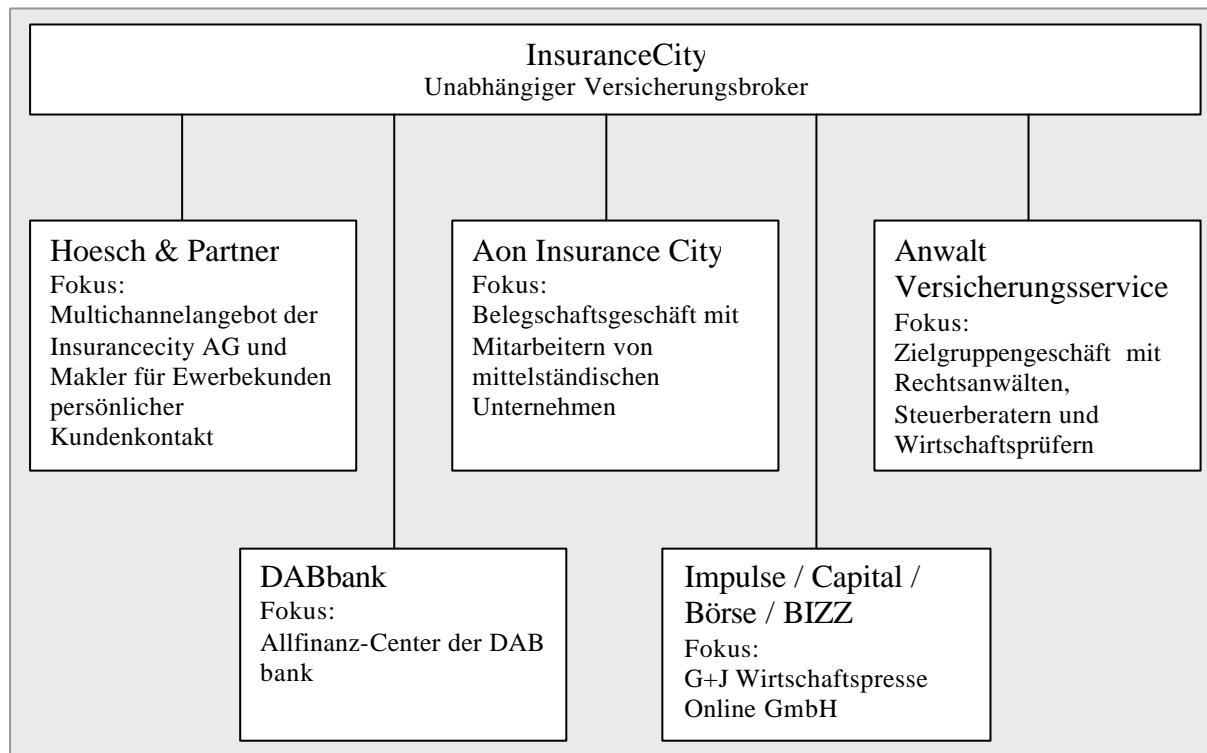 InsuranceCity
Unabhängiger Versicherungsbroker
Hoesch & Partner
Fokus:
Multichannelangebot der
Insurancecity AG und
Makler für Ewerbekunden
persönlicher
Kundenkontakt
Aon Insurance City
Fokus:
Belegschaftsgeschäft mit
Mitarbeitern von
mittelständischen
Unternehmen
Anwalt
Versicherungsservice
Fokus:
Zielgruppengeschäft mit
Rechtsanwälten,
Steuerberatern und
Wirtschaftsprüfern
DABbank
Fokus:
Allfinanz-Center der DAB
bank
Impulse / Capital /
Börse / BIZZ
Fokus:
G+J Wirtschaftspresse
Online GmbH